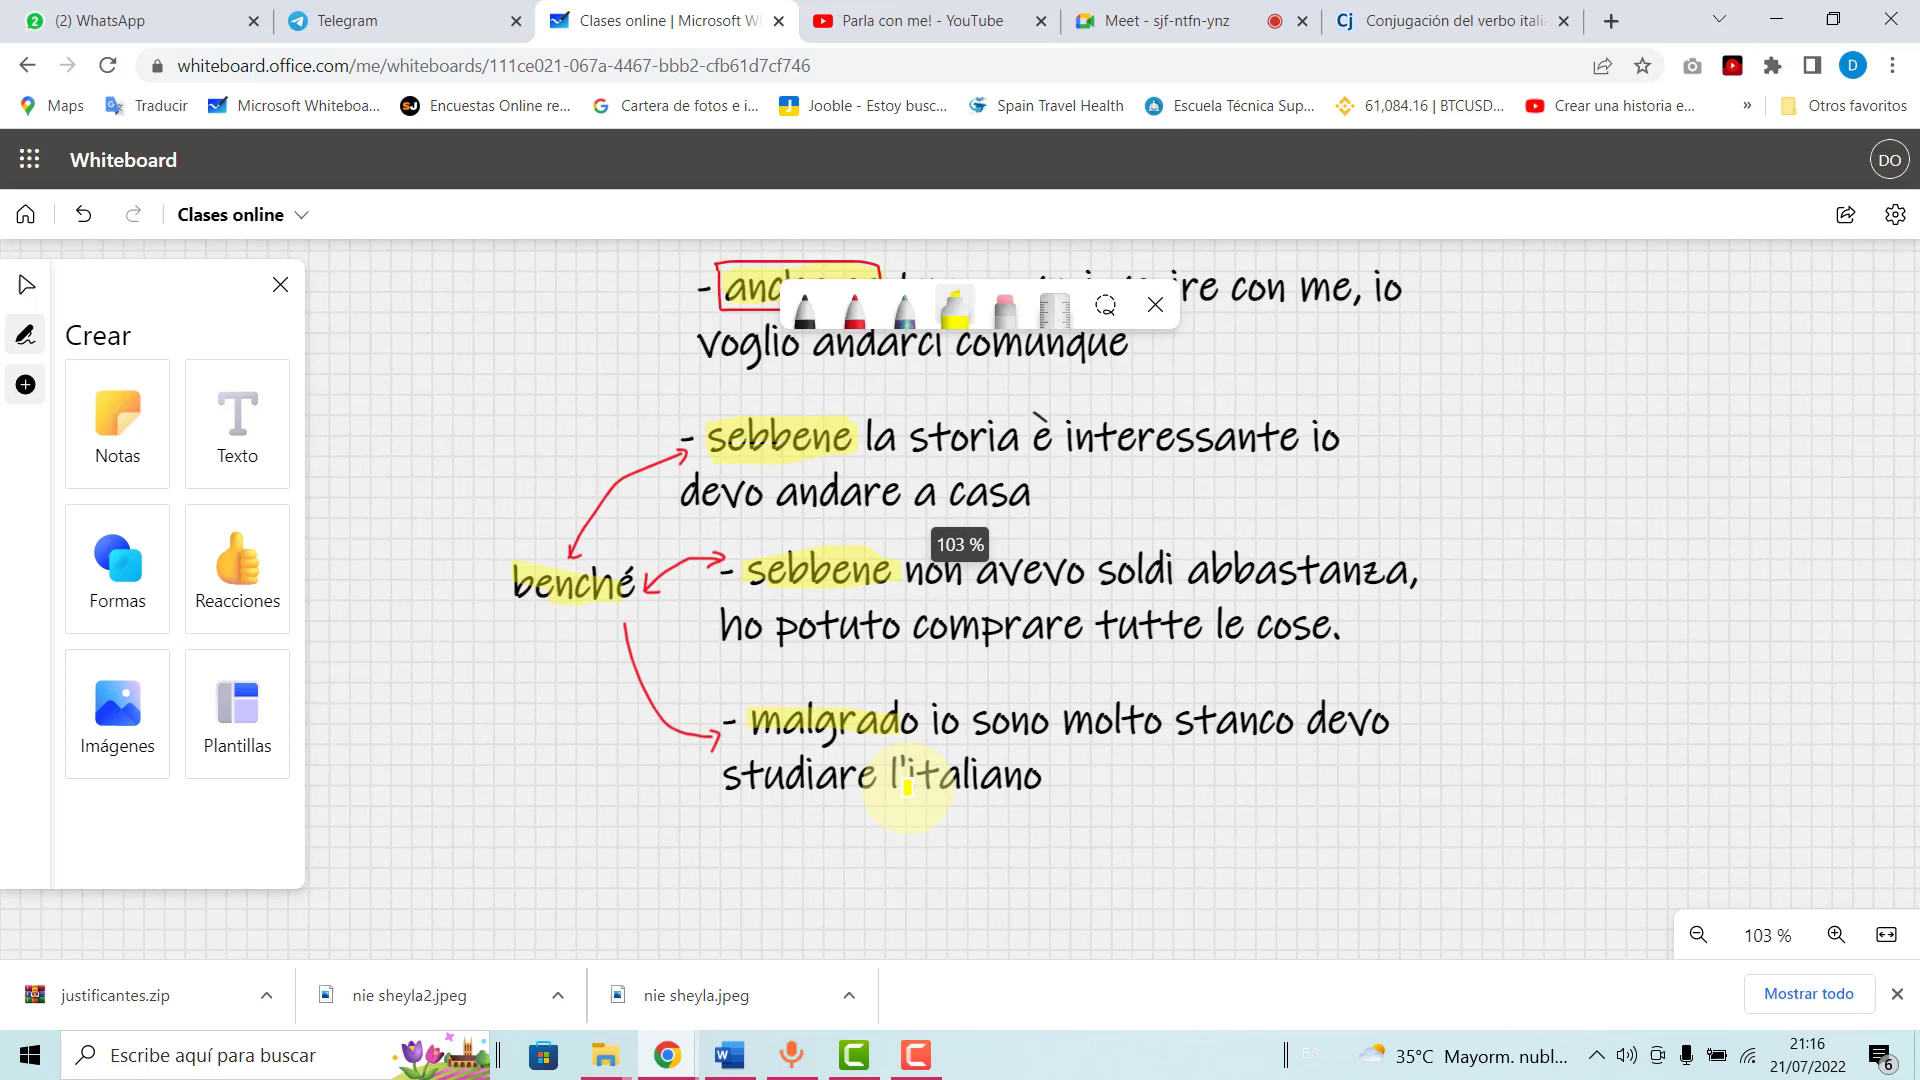 (2) WhatsApp
Telegram
Clases online | Microsoft W
Parla con me! - YouTube
Meet - sjf-ntfn-ynz
Cj Conjugación del verbo itali
whiteboard.office.com/me/whiteboards/111ce021-067a-4467-bbb2-cfb61d7cf746
D
Maps
Traducir
Microsoft Whiteboa...
Encuestas Online re...
Cartera de fotos e i...
Jooble - Estoy busc...
Spain Travel Health
Escuela Técnica Sup...
61,084.16 | BTCUSD...
Crear una historia e...
»
Otros favoritos
Whiteboard
DO
Clases online
Crear
Notas
Texto
Formas
Reacciones
Imágenes
Plantillas
- re con me, io
voglio andarci comunque
- sebbene la storia è interessante io
devo andare a casa
103 %
benché
- sebbene non avevo soldi abbastanza,
ho potuto comprare tutte le cose.
- malgrado io sono molto stanco devo
studiare l'italiano
103 %
justificantes.zip
nie sheyla2.jpeg
nie sheyla.jpeg
Mostrar todo
Escribe aquí para buscar
35°C Mayorm. nubl...
21:16
21/07/2022
6